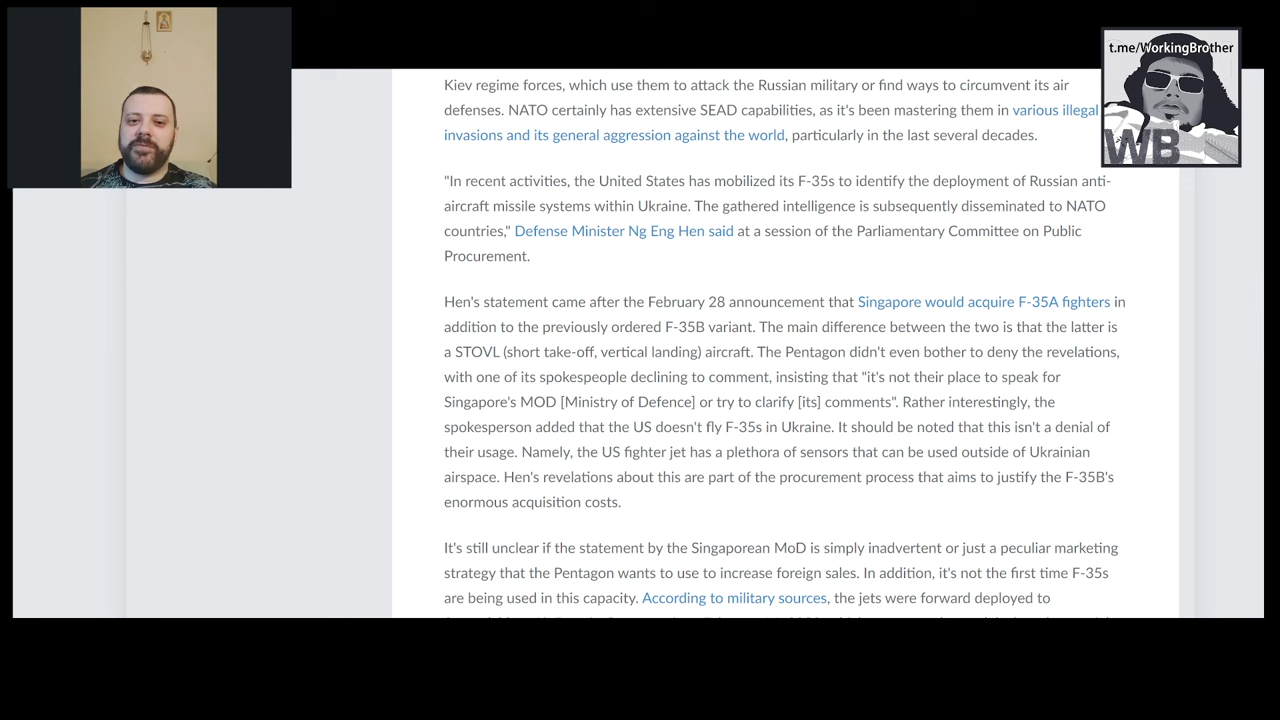 t.me/WorkingBrother
WB
Kiev regime forces, which use them to attack the Russian military or find ways to circumvent its air
defenses. NATO certainly has extensive SEAD capabilities, as it's been mastering them in various illegal
invasions and its general aggression against the world, particularly in the last several decades.
"In recent activities, the United States has mobilized its F-35s to identify the deployment of Russian anti-
aircraft missile systems within Ukraine. The gathered intelligence is subsequently disseminated to NATO
countries," Defense Minister Ng Eng Hen said at a session of the Parliamentary Committee on Public
Procurement.
Hen's statement came after the February 28 announcement that Singapore would acquire F-35A fighters in
addition to the previously ordered F-35B variant. The main difference between the two is that the latter is
a STOVL (short take-off, vertical landing) aircraft. The Pentagon didn't even bother to deny the revelations,
with one of its spokespeople declining to comment, insisting that "it's not their place to speak for
Singapore's MOD [Ministry of Defence] or try to clarify [its] comments". Rather interestingly, the
spokesperson added that the US doesn't fly F-35s in Ukraine. It should be noted that this isn't a denial of
their usage. Namely, the US fighter jet has a plethora of sensors that can be used outside of Ukrainian
airspace. Hen's revelations about this are part of the procurement process that aims to justify the F-35B's
enormous acquisition costs.
It's still unclear if the statement by the Singaporean MoD is simply inadvertent or just a peculiar marketing
strategy that the Pentagon wants to use to increase foreign sales. In addition, it's not the first time F-35s
are being used in this capacity. According to military sources, the jets were forward deployed to